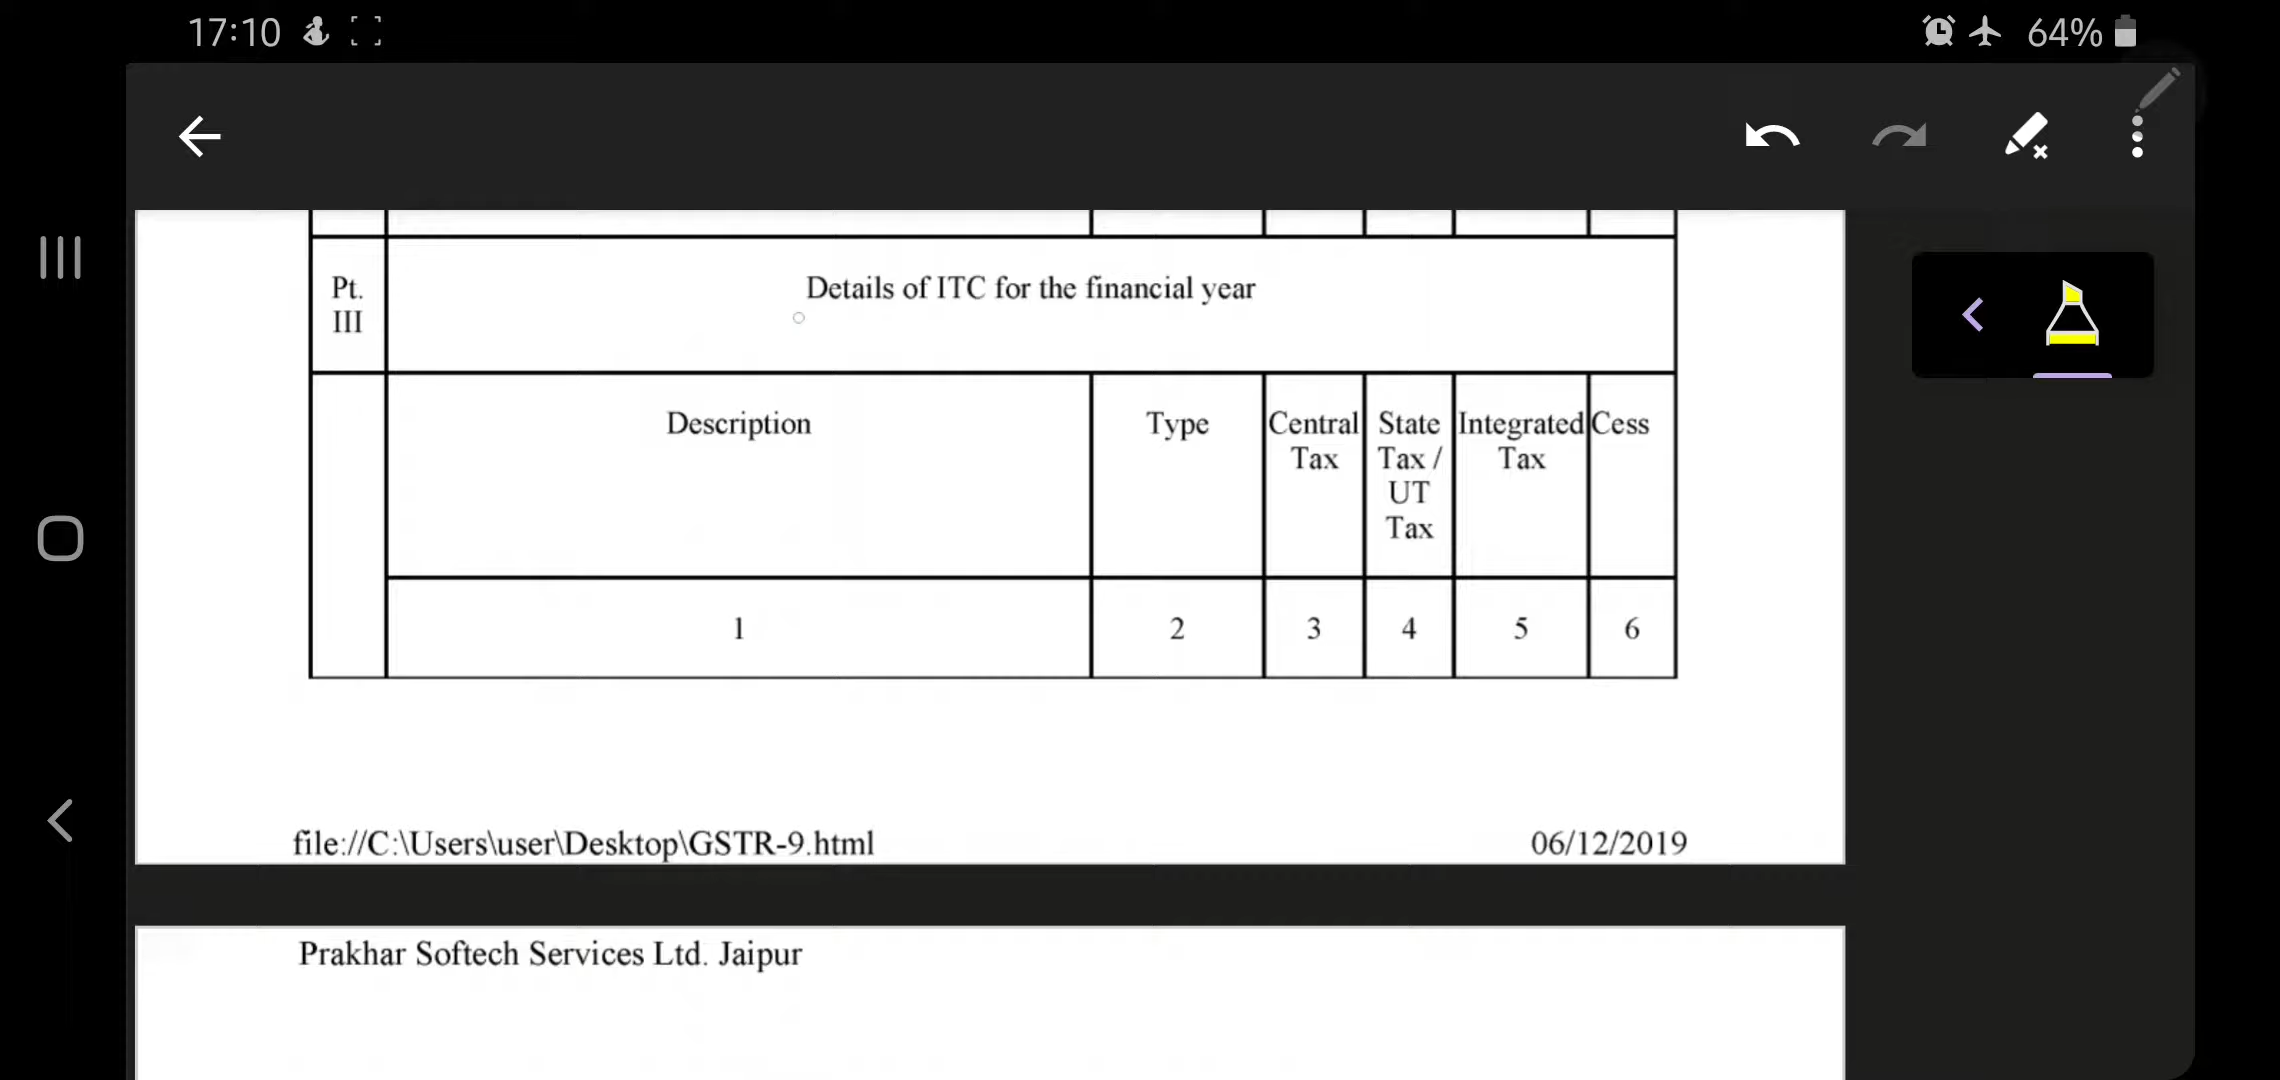 17:10
64%
Pt.
III
Details of ITC for the financial year
Description
Type
Central
Tax
State
Tax /
UT
Tax
Integrated
Tax
Cess
1
2
3
4
5
6
file://C:\Users\user\Desktop\GSTR-9.html
06/12/2019
Prakhar Softech Services Ltd. Jaipur